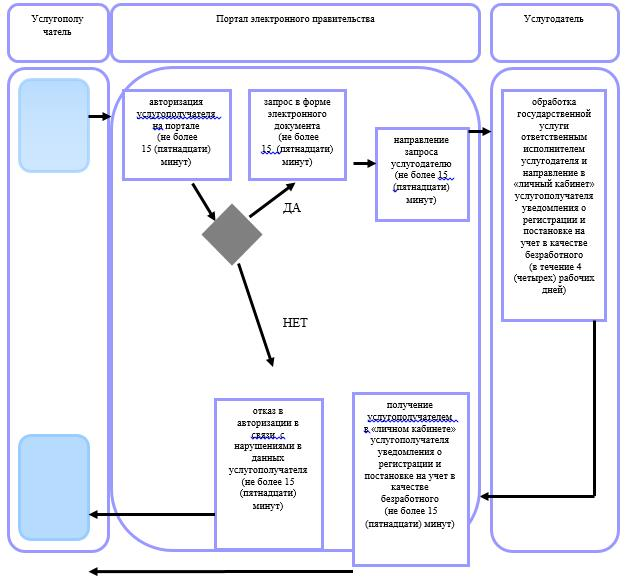 Услугополу
чатель
Портал электронного правительства
Услугодатель
авторизация
услугополучателя
на портале
(не более
15 (пятнадцати)
минут)
запрос в форме
электронного
документа
(не более
15 (пятнадцати)
минут)
направление
запроса
услугодателю
(не более 15
(пятнадцати)
минут)
обработка
государственной
услуги
ответственным
исполнителем
услугодателя и
направление в
«личный кабинет»
услугополучателя
уведомления о
регистрации и
постановке на
учет в качестве
безработного
(в течение 4
(четырех) рабочих
дней)
ДА
НЕТ
отказ в
авторизации в
связи с
нарушениями в
данных
услугополучателя
(не более 15
(пятнадцати)
минут)
получение
услугополучателем
в «личном кабинете»
услугополучателя
уведомления о
регистрации и
постановке на учет в
качестве
безработного
(не более 15
(пятнадцати) минут)